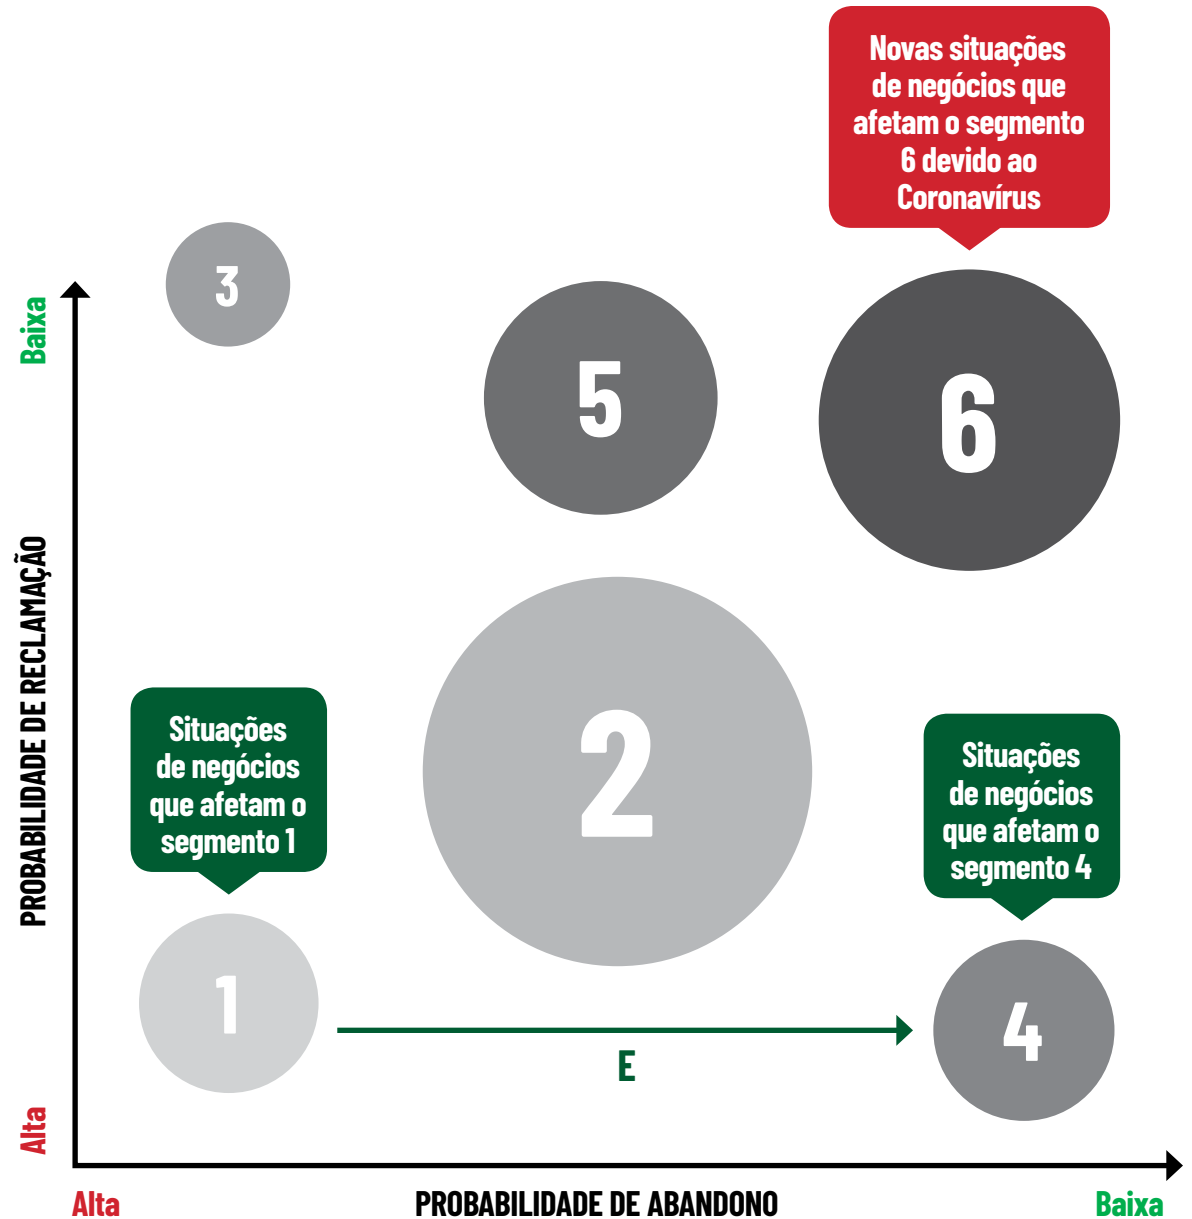 Novas situações
de negócios que
afetam o segmento
6 devido ao
Coronavírus
3
Baixa
5
6
PROBABILIDADE DE RECLAMAÇÃO
2
Situações
de negócios
que afetam o
segmento 1
Situações
de negócios
que afetam o
segmento 4
1
4
E
Alta
Alta
PROBABILIDADE DE ABANDONO
Baixa